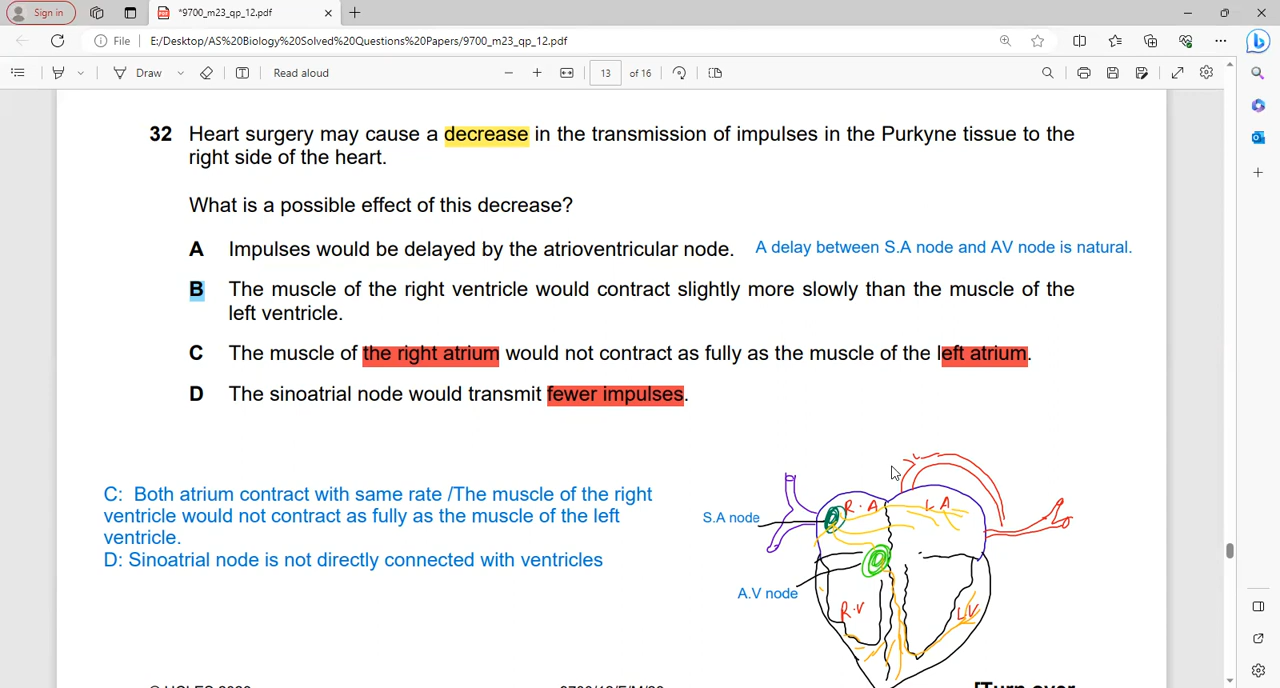 Sign in
*9700_m23_qp_12.pdf
File
E:/Desktop/AS%20Biology%20Solved%20Questions%20Papers/9700_m23_qp_12.pdf
Draw
Read aloud
13 of 16
32 Heart surgery may cause a decrease in the transmission of impulses in the Purkyne tissue to the
right side of the heart.
What is a possible effect of this decrease?
A Impulses would be delayed by the atrioventricular node. A delay between S.A node and AV node is natural.
B The muscle of the right ventricle would contract slightly more slowly than the muscle of the
left ventricle.
C The muscle of the right atrium would not contract as fully as the muscle of the left atrium.
D The sinoatrial node would transmit fewer impulses.
C: Both atrium contract with same rate /The muscle of the right
ventricle would not contract as fully as the muscle of the left
ventricle.
D: Sinoatrial node is not directly connected with ventricles
S.A node
R.A
LA
A.V node
R.V
LV
[Turn over